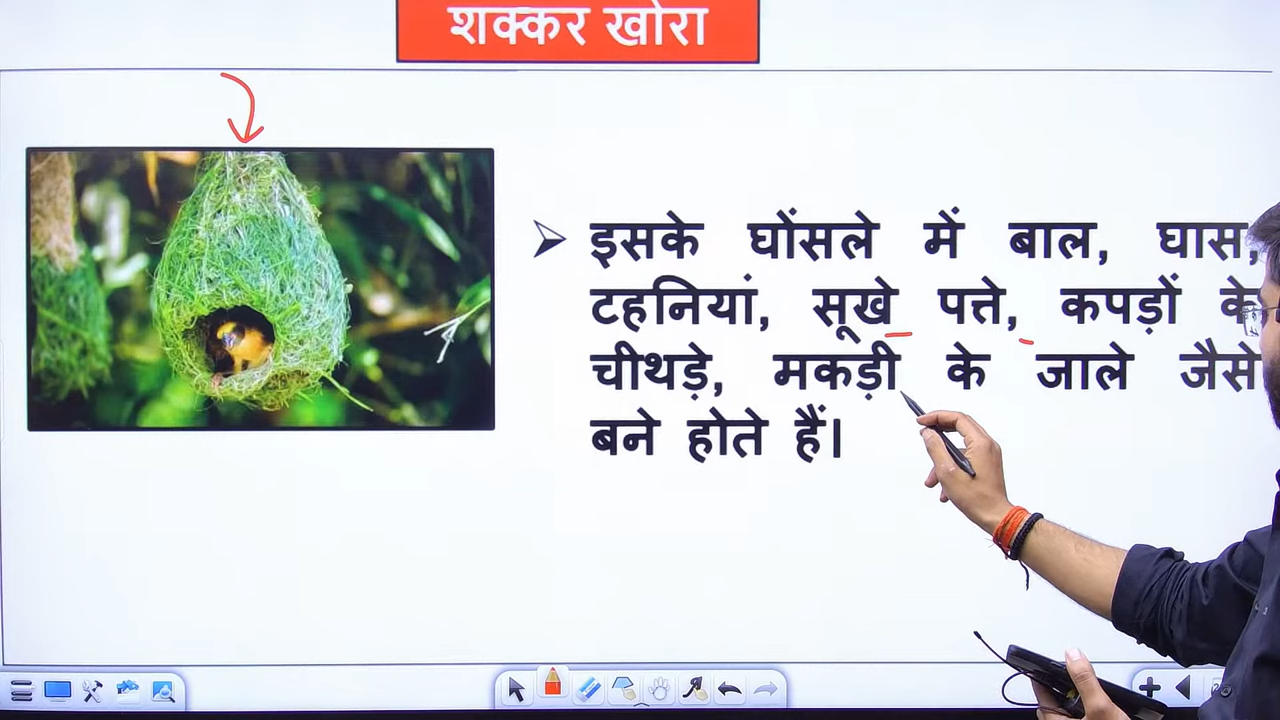 शक्कर खोरा
इसके घोंसले में बाल, घास,
टहनियां, सूखे पत्ते, कपड़ों के
चीथड़े, मकड़ी के जाले जैसे
बने होते हैं।